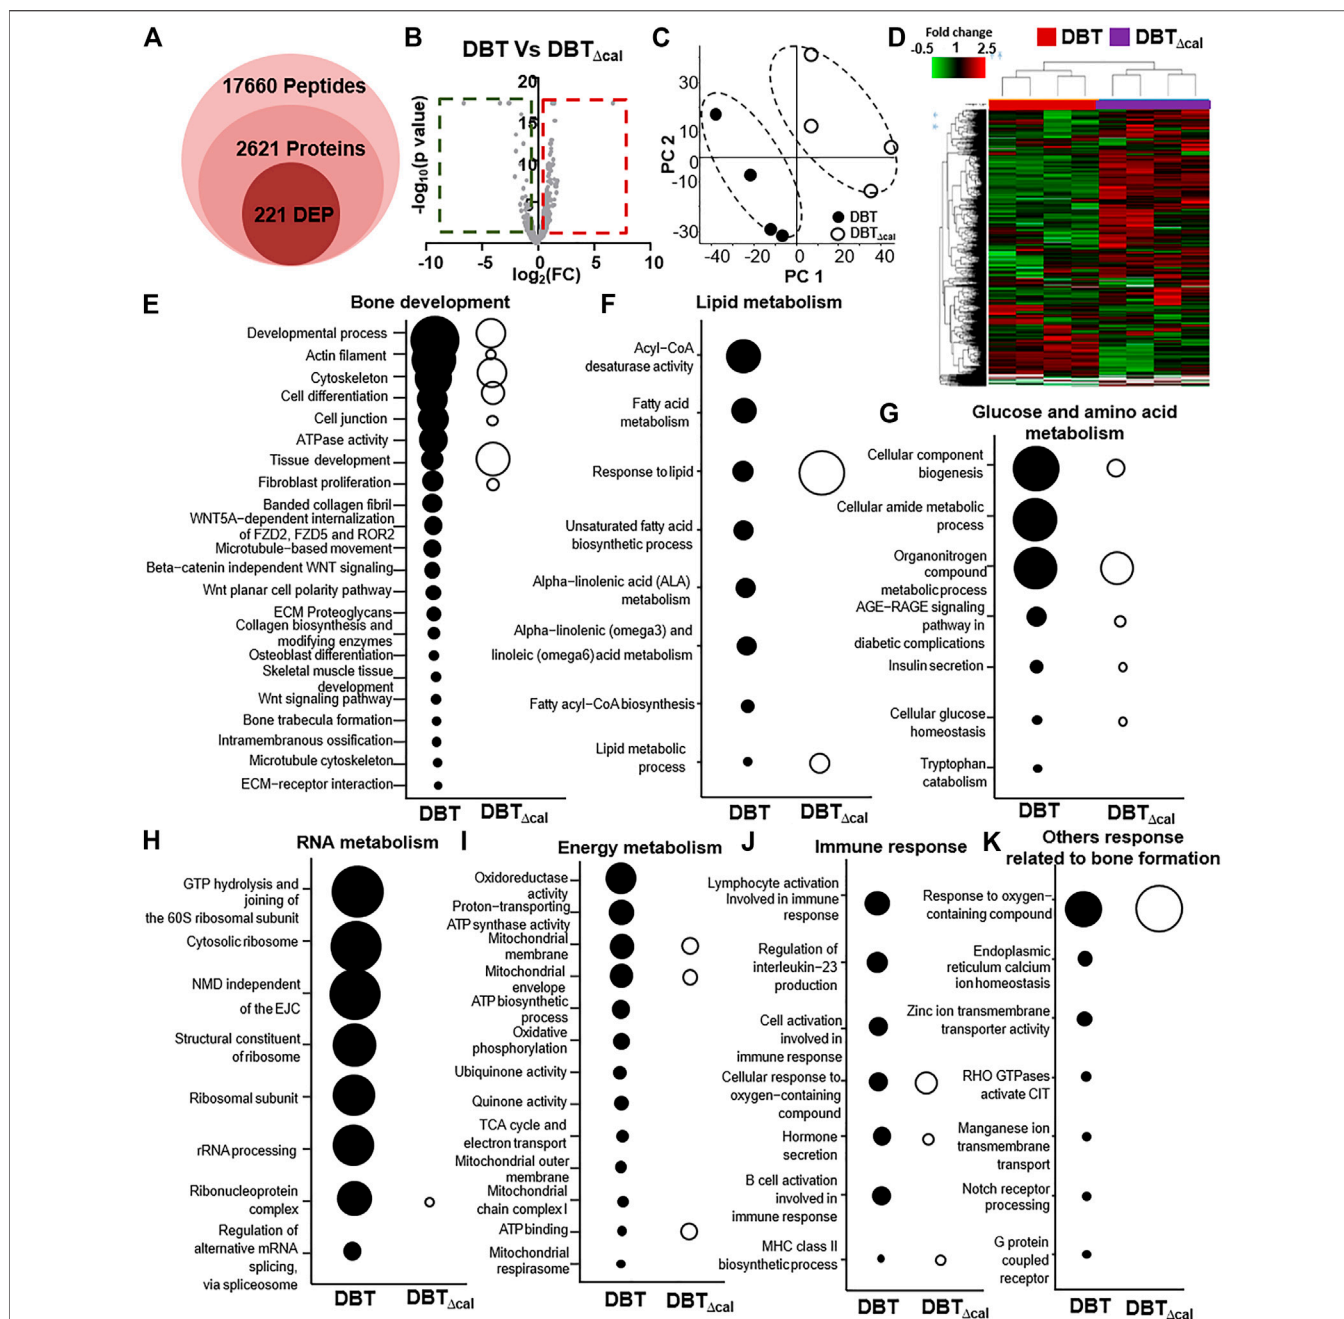 A
17660 Peptides
2621 Proteins
221 DEP
B
DBT Vs DBTΔcal
-log10(p value)
20
15
10
5
0
-10
-5
0
5
10
log2(FC)
C
PC 2
30
10
0
-10
-30
-40
-20
0
20
40
PC 1
DBT
DBTΔcal
D
Fold change
-0.5
1
2.5
DBT
DBTΔcal
E
Bone development
Developmental process
Actin filament
Cytoskeleton
Cell differentiation
Cell junction
ATPase activity
Tissue development
Fibroblast proliferation
Banded collagen fibril
WNT5A-dependent internalization
of FZD2, FZD5 and ROR2
Microtubule-based movement
Beta-catenin independent WNT signaling
Wnt planar cell polarity pathway
ECM Proteoglycans
Collagen biosynthesis and
modifying enzymes
Osteoblast differentiation
Skeletal muscle tissue
development
Wnt signaling pathway
Bone trabecula formation
Intramembranous ossification
Microtubule cytoskeleton
ECM-receptor interaction
DBT
DBTΔcal
F
Lipid metabolism
Acyl-CoA
desaturase activity
Fatty acid
metabolism
Response to lipid
Unsaturated fatty acid
biosynthetic process
Alpha-linolenic acid (ALA)
metabolism
Alpha-linolenic (omega3) and
linoleic (omega6) acid metabolism
Fatty acyl-CoA biosynthesis
Lipid metabolic
process
DBT
DBTΔcal
G
Glucose and amino acid
metabolism
Cellular component
biogenesis
Cellular amide metabolic
process
Organonitrogen
compound
metabolic process
AGE-RAGE signaling
pathway in
diabetic complications
Insulin secretion
Cellular glucose
homeostasis
Tryptophan
catabolism
DBT
DBTΔcal
H
RNA metabolism
GTP hydrolysis and
joining of
the 60S ribosomal subunit
Cytosolic ribosome
NMD independent
of the EJC
Structural constituent
of ribosome
Ribosomal subunit
rRNA processing
Ribonucleoprotein
complex
Regulation of
alternative mRNA
splicing,
via spliceosome
DBT
DBTΔcal
I
Energy metabolism
Oxidoreductase
activity
Proton-transporting
ATP synthase activity
Mitochondrial
membrane
Mitochondrial
envelope
ATP biosynthetic
process
Oxidative
phosphorylation
Ubiquinone activity
Quinone activity
TCA cycle and
electron transport
Mitochondrial outer
membrane
Mitochondrial
chain complex I
ATP binding
Mitochondrial
respirasome
DBT
DBTΔcal
J
Immune response
Lymphocyte activation
Involved in immune
response
Regulation of
interleukin-23
production
Cell activation
involved in
immune response
Cellular response to
oxygen-containing
compound
Hormone
secretion
B cell activation
involved in
immune response
MHC class II
biosynthetic process
DBT
DBTΔcal
K
Others response
related to bone formation
Response to oxygen-
containing compound
Endoplasmic
reticulum calcium
ion homeostasis
Zinc ion transmembrane
transporter activity
RHO GTPases
activate CIT
Manganese ion
transmembrane
transport
Notch receptor
processing
G protein
coupled
receptor
DBT
DBTΔcal